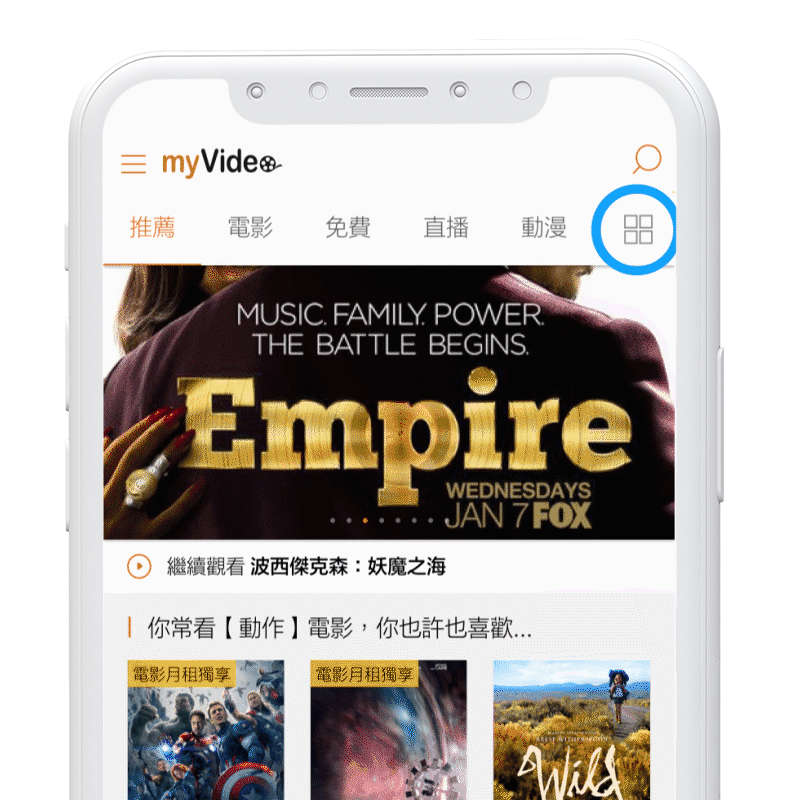 myVideo
推薦 電影 免費 直播 動漫
MUSIC. FAMILY. POWER.
THE BATTLE BEGINS.
Empire
WEDNESDAYS
JAN 7 FOX
繼續觀看 波西傑克森：妖魔之海
你常看【動作】電影，你也許也喜歡...
電影月租獨享 電影月租獨享
Wild